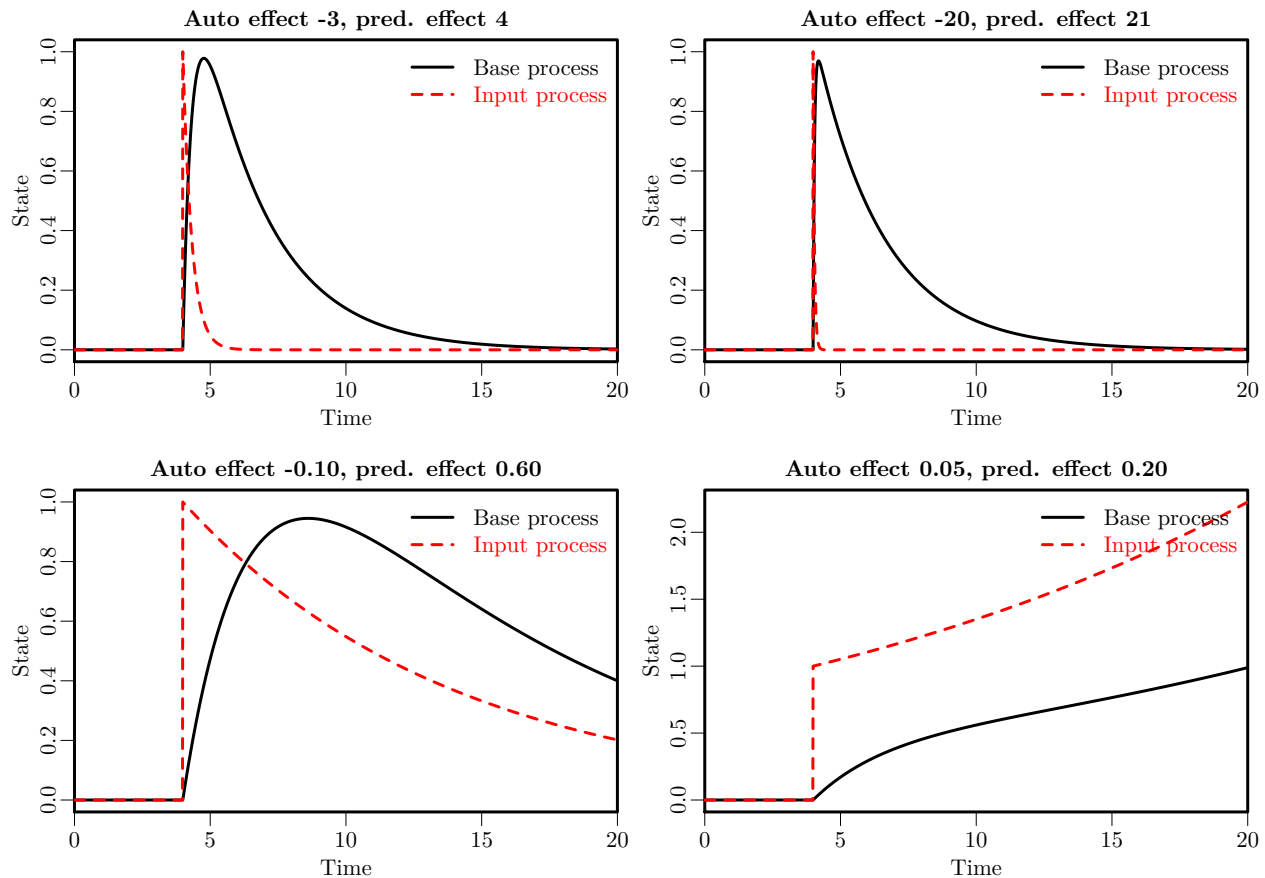 Auto effect -3, pred. effect 4
State
0.0 0.2 0.4 0.6 0.8 1.0
Base process
Input process
0 5 10 15 20
Time
Auto effect -20, pred. effect 21
State
0.0 0.2 0.4 0.6 0.8 1.0
Base process
Input process
0 5 10 15 20
Time
Auto effect -0.10, pred. effect 0.60
State
0.0 0.2 0.4 0.6 0.8 1.0
Base process
Input process
0 5 10 15 20
Time
Auto effect 0.05, pred. effect 0.20
State
0.0 0.5 1.0 1.5 2.0
Base process
Input process
0 5 10 15 20
Time